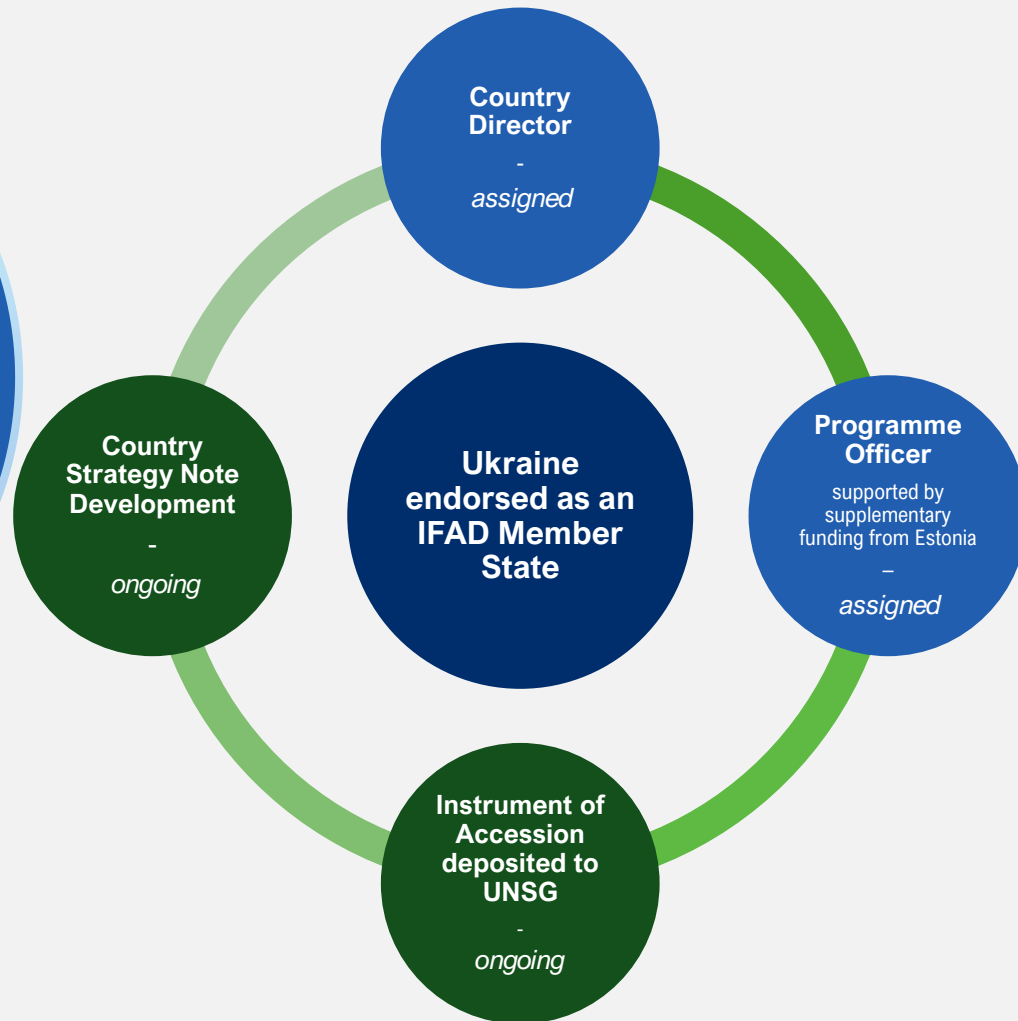 Country
Director
-
assigned
Programme
Officer
supported by
supplementary
funding from Estonia
–
assigned
Ukraine
endorsed as an
IFAD Member
State
Country
Strategy Note
Development
-
ongoing
Instrument of
Accession
deposited to
UNSG
-
ongoing